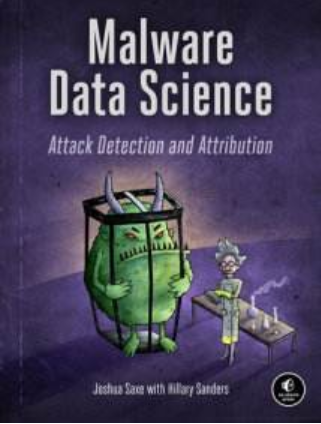 Malware
Data Science
Attack Detection and Attribution
Joshua Saxe with Hillary Sanders